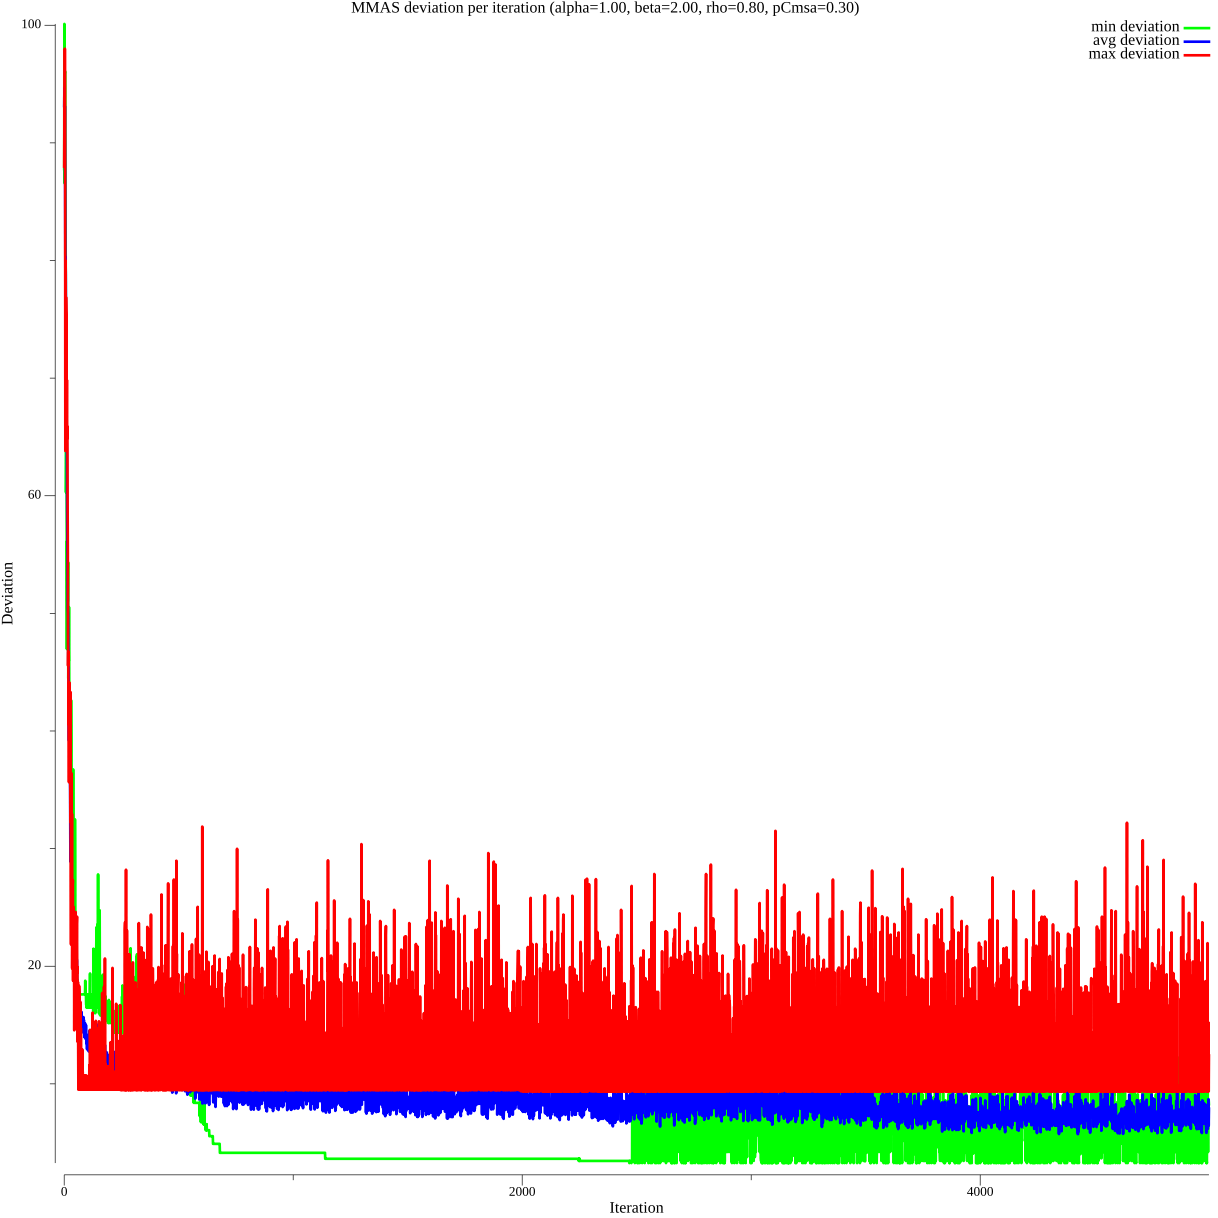 MMAS deviation per iteration (alpha=1.00, beta=2.00, rho=0.80, pCmsa=0.30)
min deviation
avg deviation
max deviation
100
60
20
Deviation
0
2000
4000
Iteration